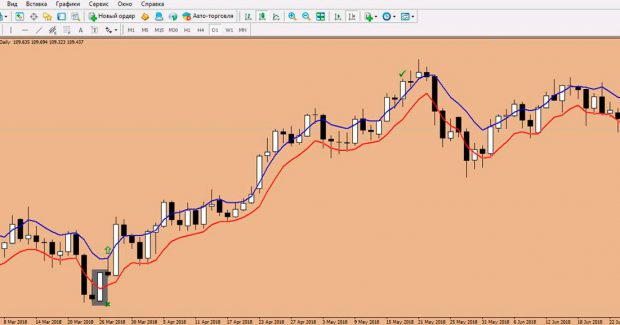 Вид Вставка Графики Сервис Окно Справка
Новый ордер Авто-торговля
A T M1 M5 M15 M30 H1 H4 D1 W1 MN
Daily 109.635 109.694 109.323 109.437
8 Mar 2018 14 Mar 2018 20 Mar 2018 26 Mar 2018 30 Mar 2018 5 Apr 2018 11 Apr 2018 17 Apr 2018 23 Apr 2018 27 Apr 2018 3 May 2018 9 May 2018 15 May 2018 21 May 2018 25 May 2018 31 May 2018 6 Jun 2018 12 Jun 2018 18 Jun 2018